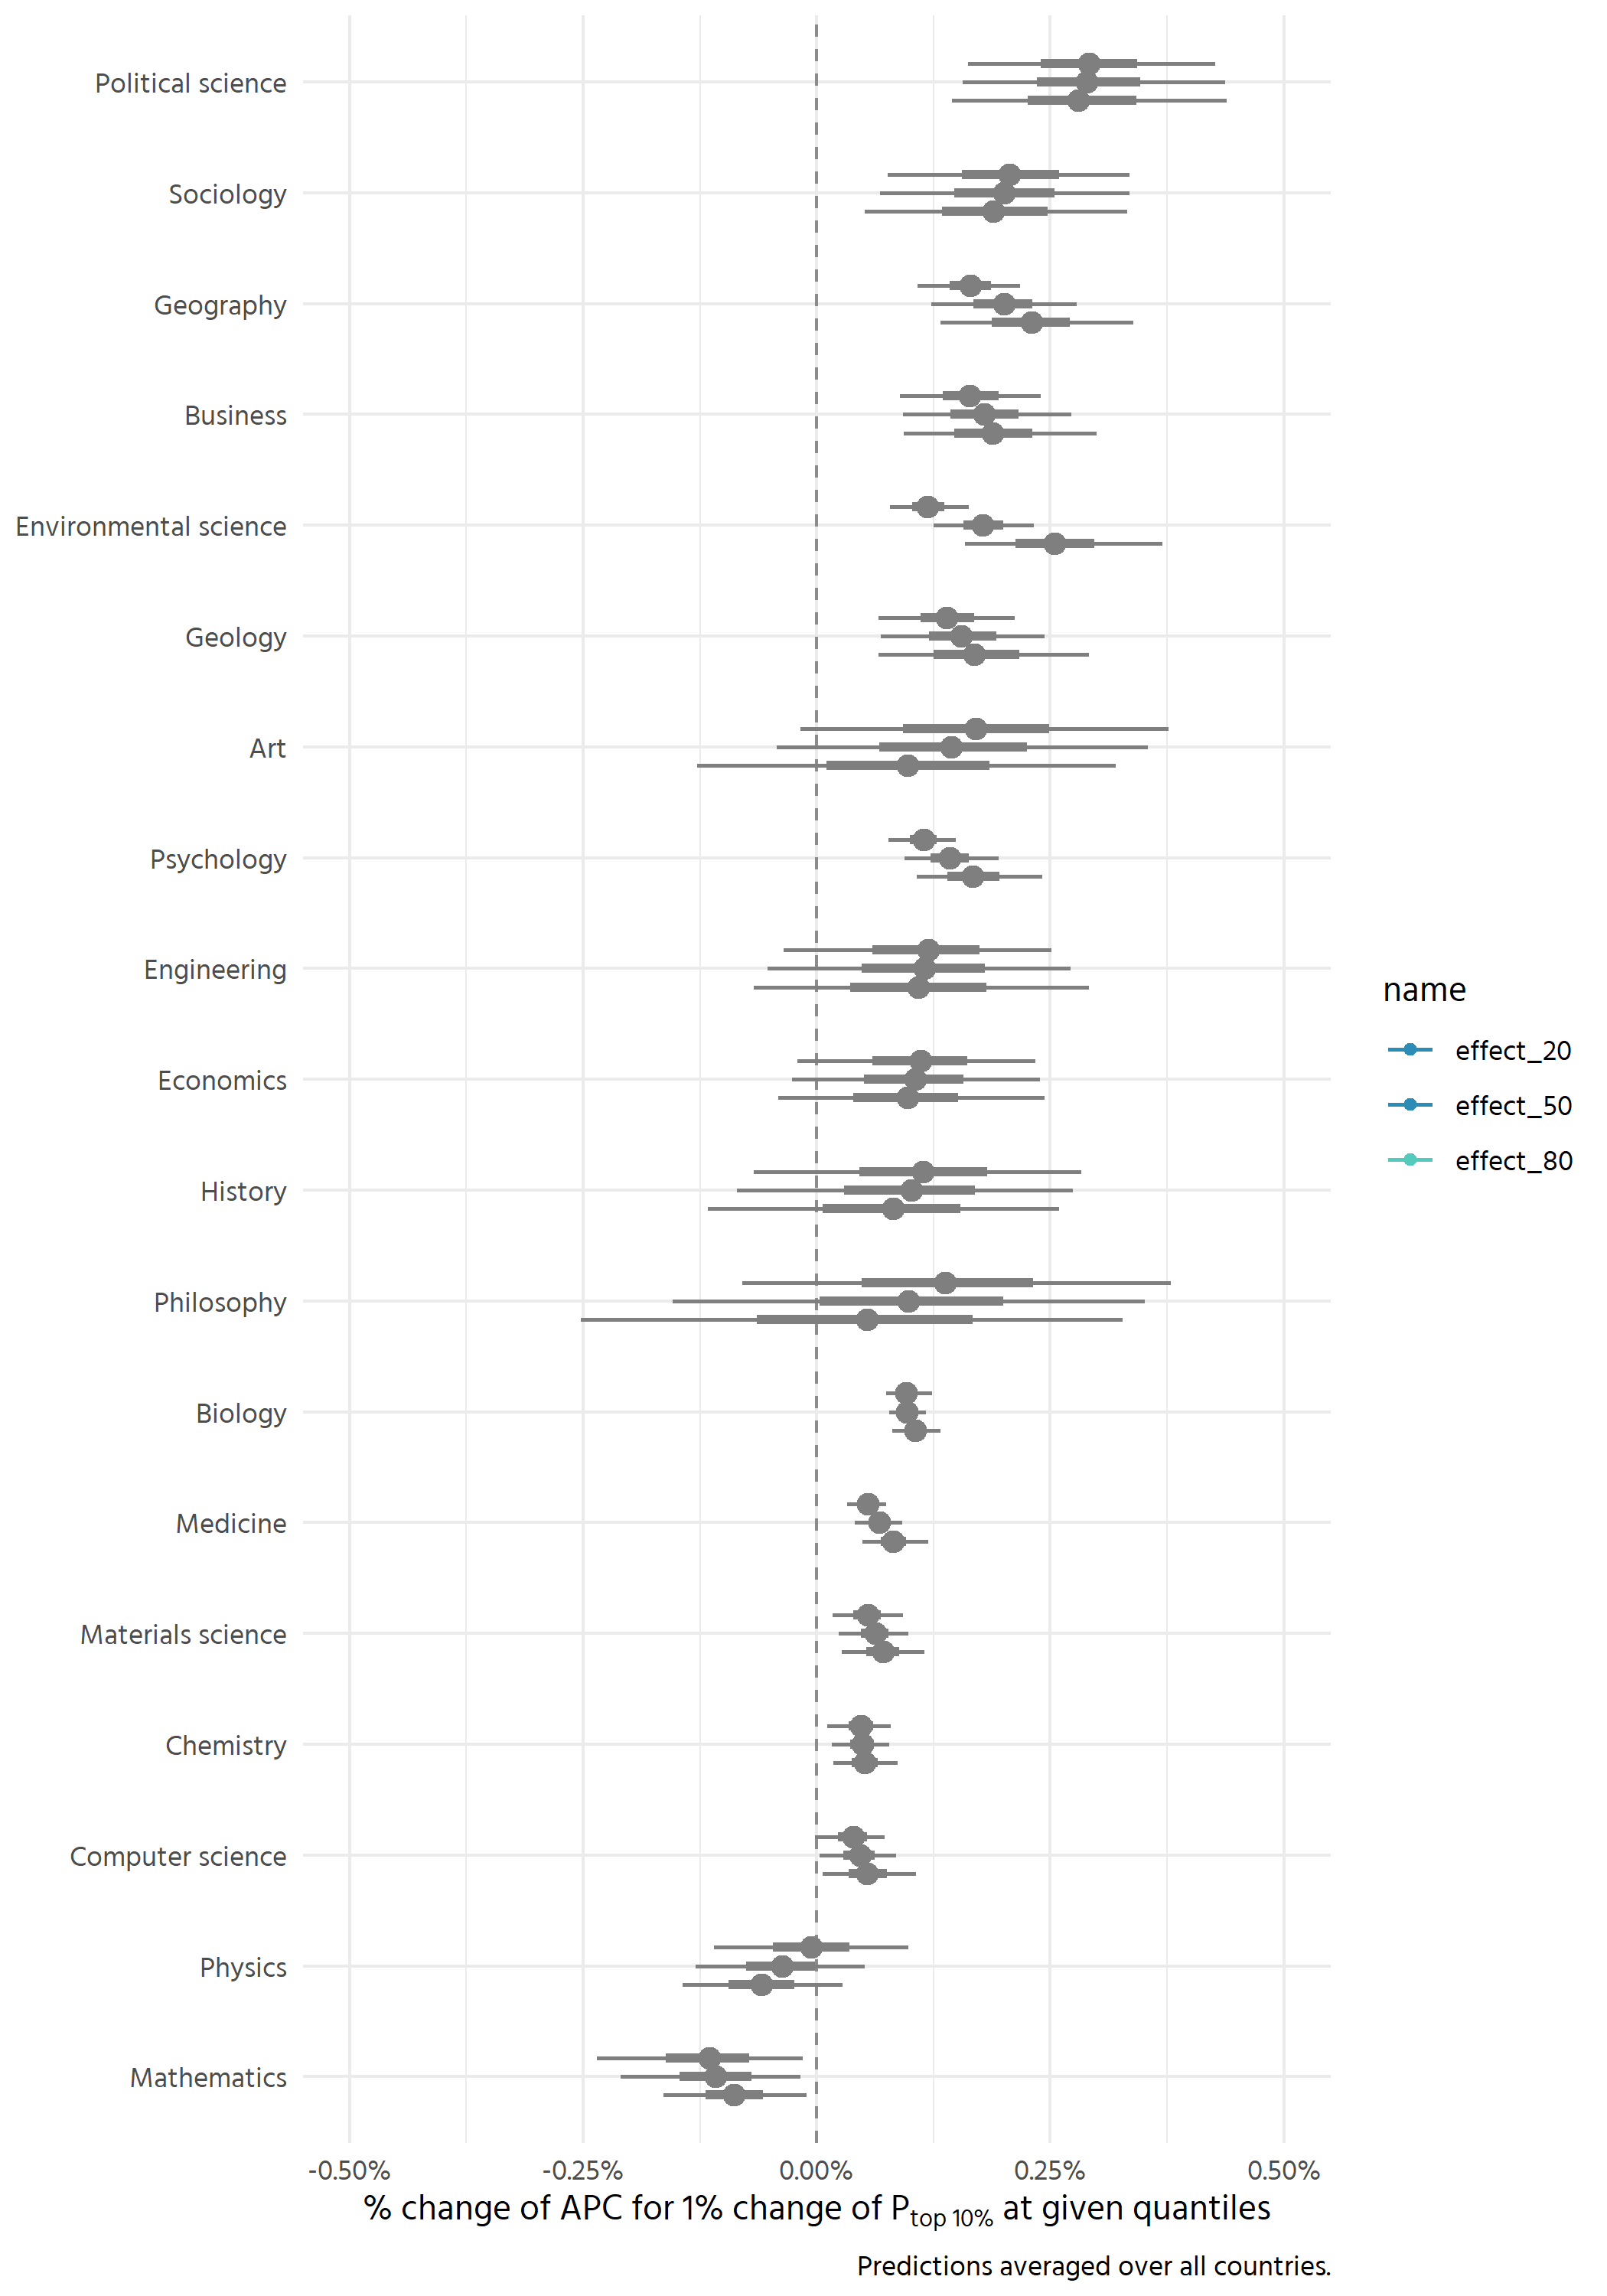 Political science
Sociology
Geography
Business
Environmental science
Geology
Art
Psychology
Engineering
Economics
History
Philosophy
Biology
Medicine
Materials science
Chemistry
Computer science
Physics
Mathematics
-0.50% -0.25% 0.00% 0.25% 0.50%
% change of APC for 1% change of Ptop 10% at given quantiles
Predictions averaged over all countries.
name
effect_20
effect_50
effect_80